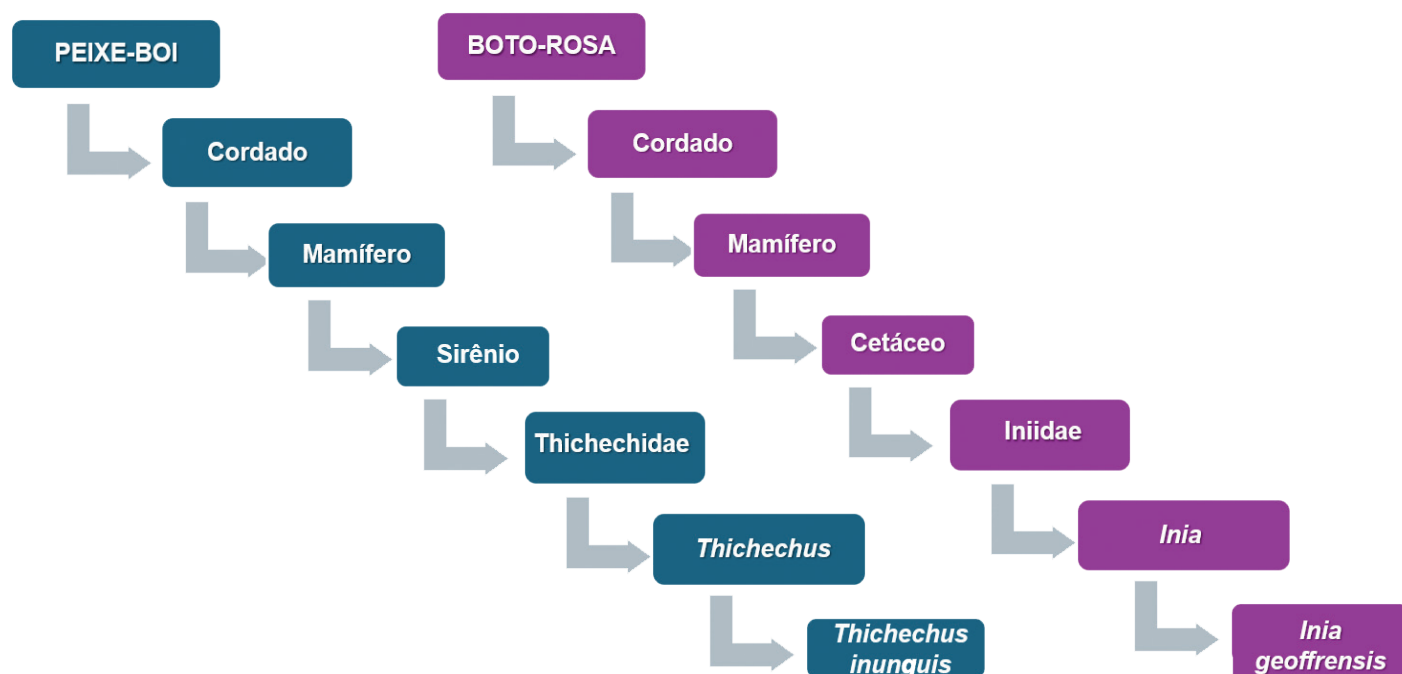 PEIXE-BOI
Cordado
Mamífero
Sirênio
Thichechidae
Thichechus
Thichechus
inunguis
BOTO-ROSA
Cordado
Mamífero
Cetáceo
Iniidae
Inia
Inia
geoffrensis